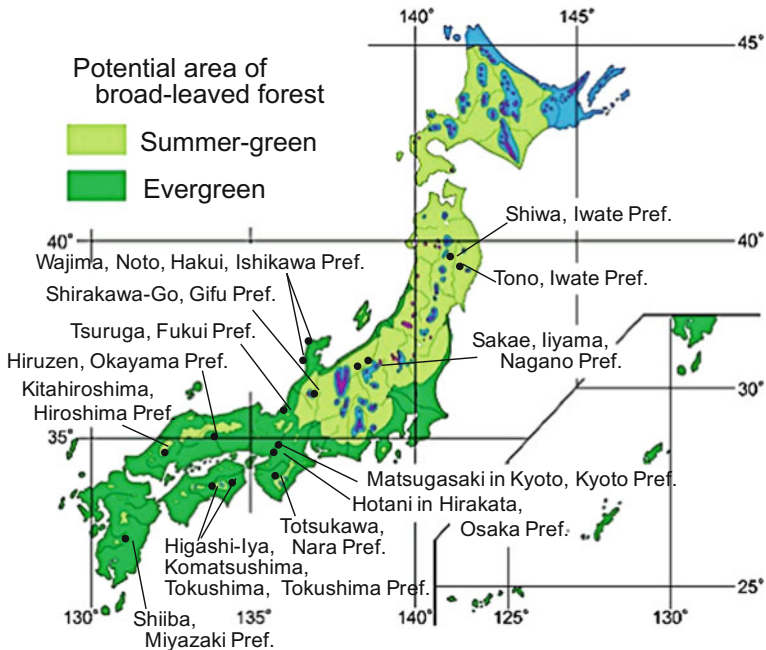 140°
145°
45°
Potential area of
broad-leaved forest
Summer-green
Evergreen
Shiwa, Iwate Pref.
40°
40°
Wajima, Noto, Hakui, Ishikawa Pref.
Tono, Iwate Pref.
Shirakawa-Go, Gifu Pref.
Tsuruga, Fukui Pref.
Sakae, Iiyama,
Nagano Pref.
Hiruzen, Okayama Pref.
Kitahiroshima,
Hiroshima Pref.
30°
35°
Matsugasaki in Kyoto, Kyoto Pref.
Hotani in Hirakata,
Osaka Pref.
Totsukawa,
Nara Pref.
Higashi-Iya,
Komatsushima,
Tokushima, Tokushima Pref.
25°
130°
135°
140°
125°
130°
Shiiba,
Miyazaki Pref.